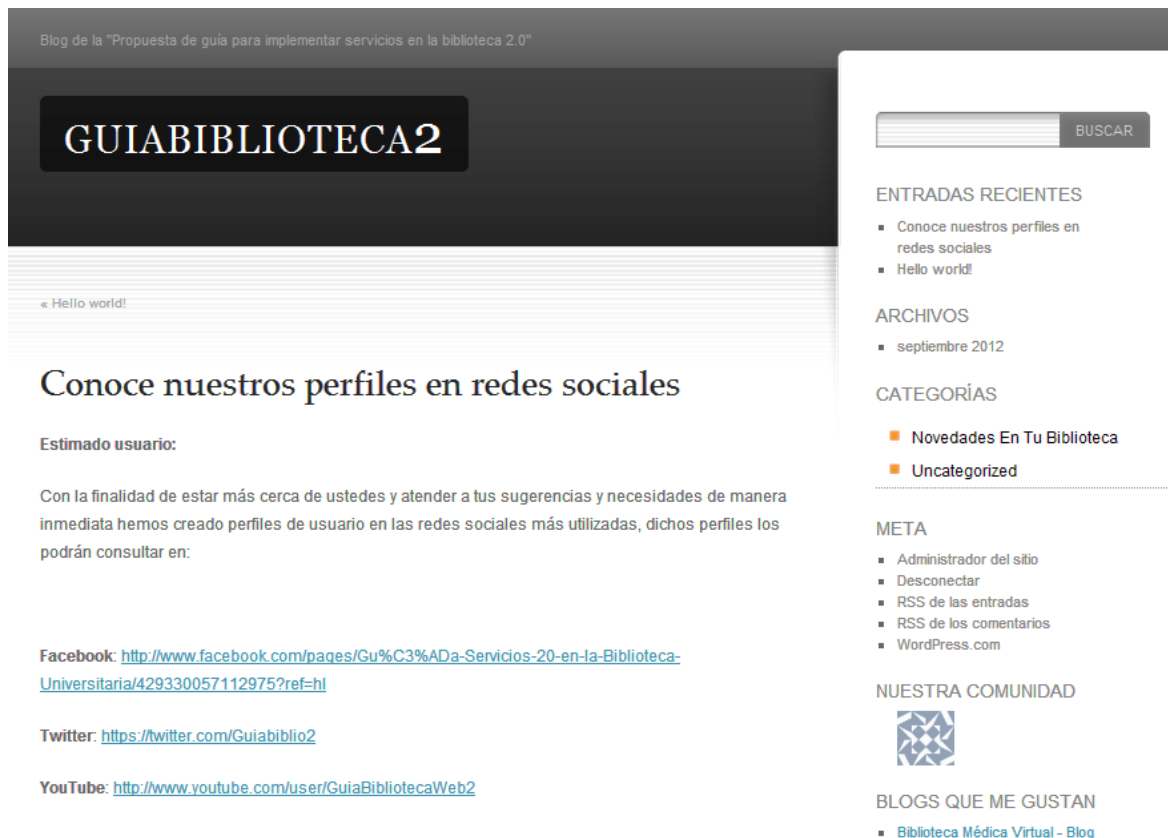 Blog de la "Propuesta de guía para implementar servicios en la biblioteca 2.0"
GUIABIBLIOTECA2
« Hello world!
Conoce nuestros perfiles en redes sociales
Estimado usuario:
Con la finalidad de estar más cerca de ustedes y atender a tus sugerencias y necesidades de manera
inmediata hemos creado perfiles de usuario en las redes sociales más utilizadas, dichos perfiles los
podrán consultar en:
Facebook: http://www.facebook.com/pages/Gu%C3%ADa-Servicios-20-en-la-Biblioteca-
Universitaria/429330057112975?ref=hl
Twitter: https://twitter.com/Guiabiblio2
YouTube: http://www.youtube.com/user/GuiaBibliotecaWeb2
BUSCAR
ENTRADAS RECIENTES
Conoce nuestros perfiles en
redes sociales
Hello world!
ARCHIVOS
septiembre 2012
CATEGORÍAS
Novedades En Tu Biblioteca
Uncategorized
META
Administrador del sitio
Desconectar
RSS de las entradas
RSS de los comentarios
WordPress.com
NUESTRA COMUNIDAD
BLOGS QUE ME GUSTAN
Biblioteca Médica Virtual - Blog